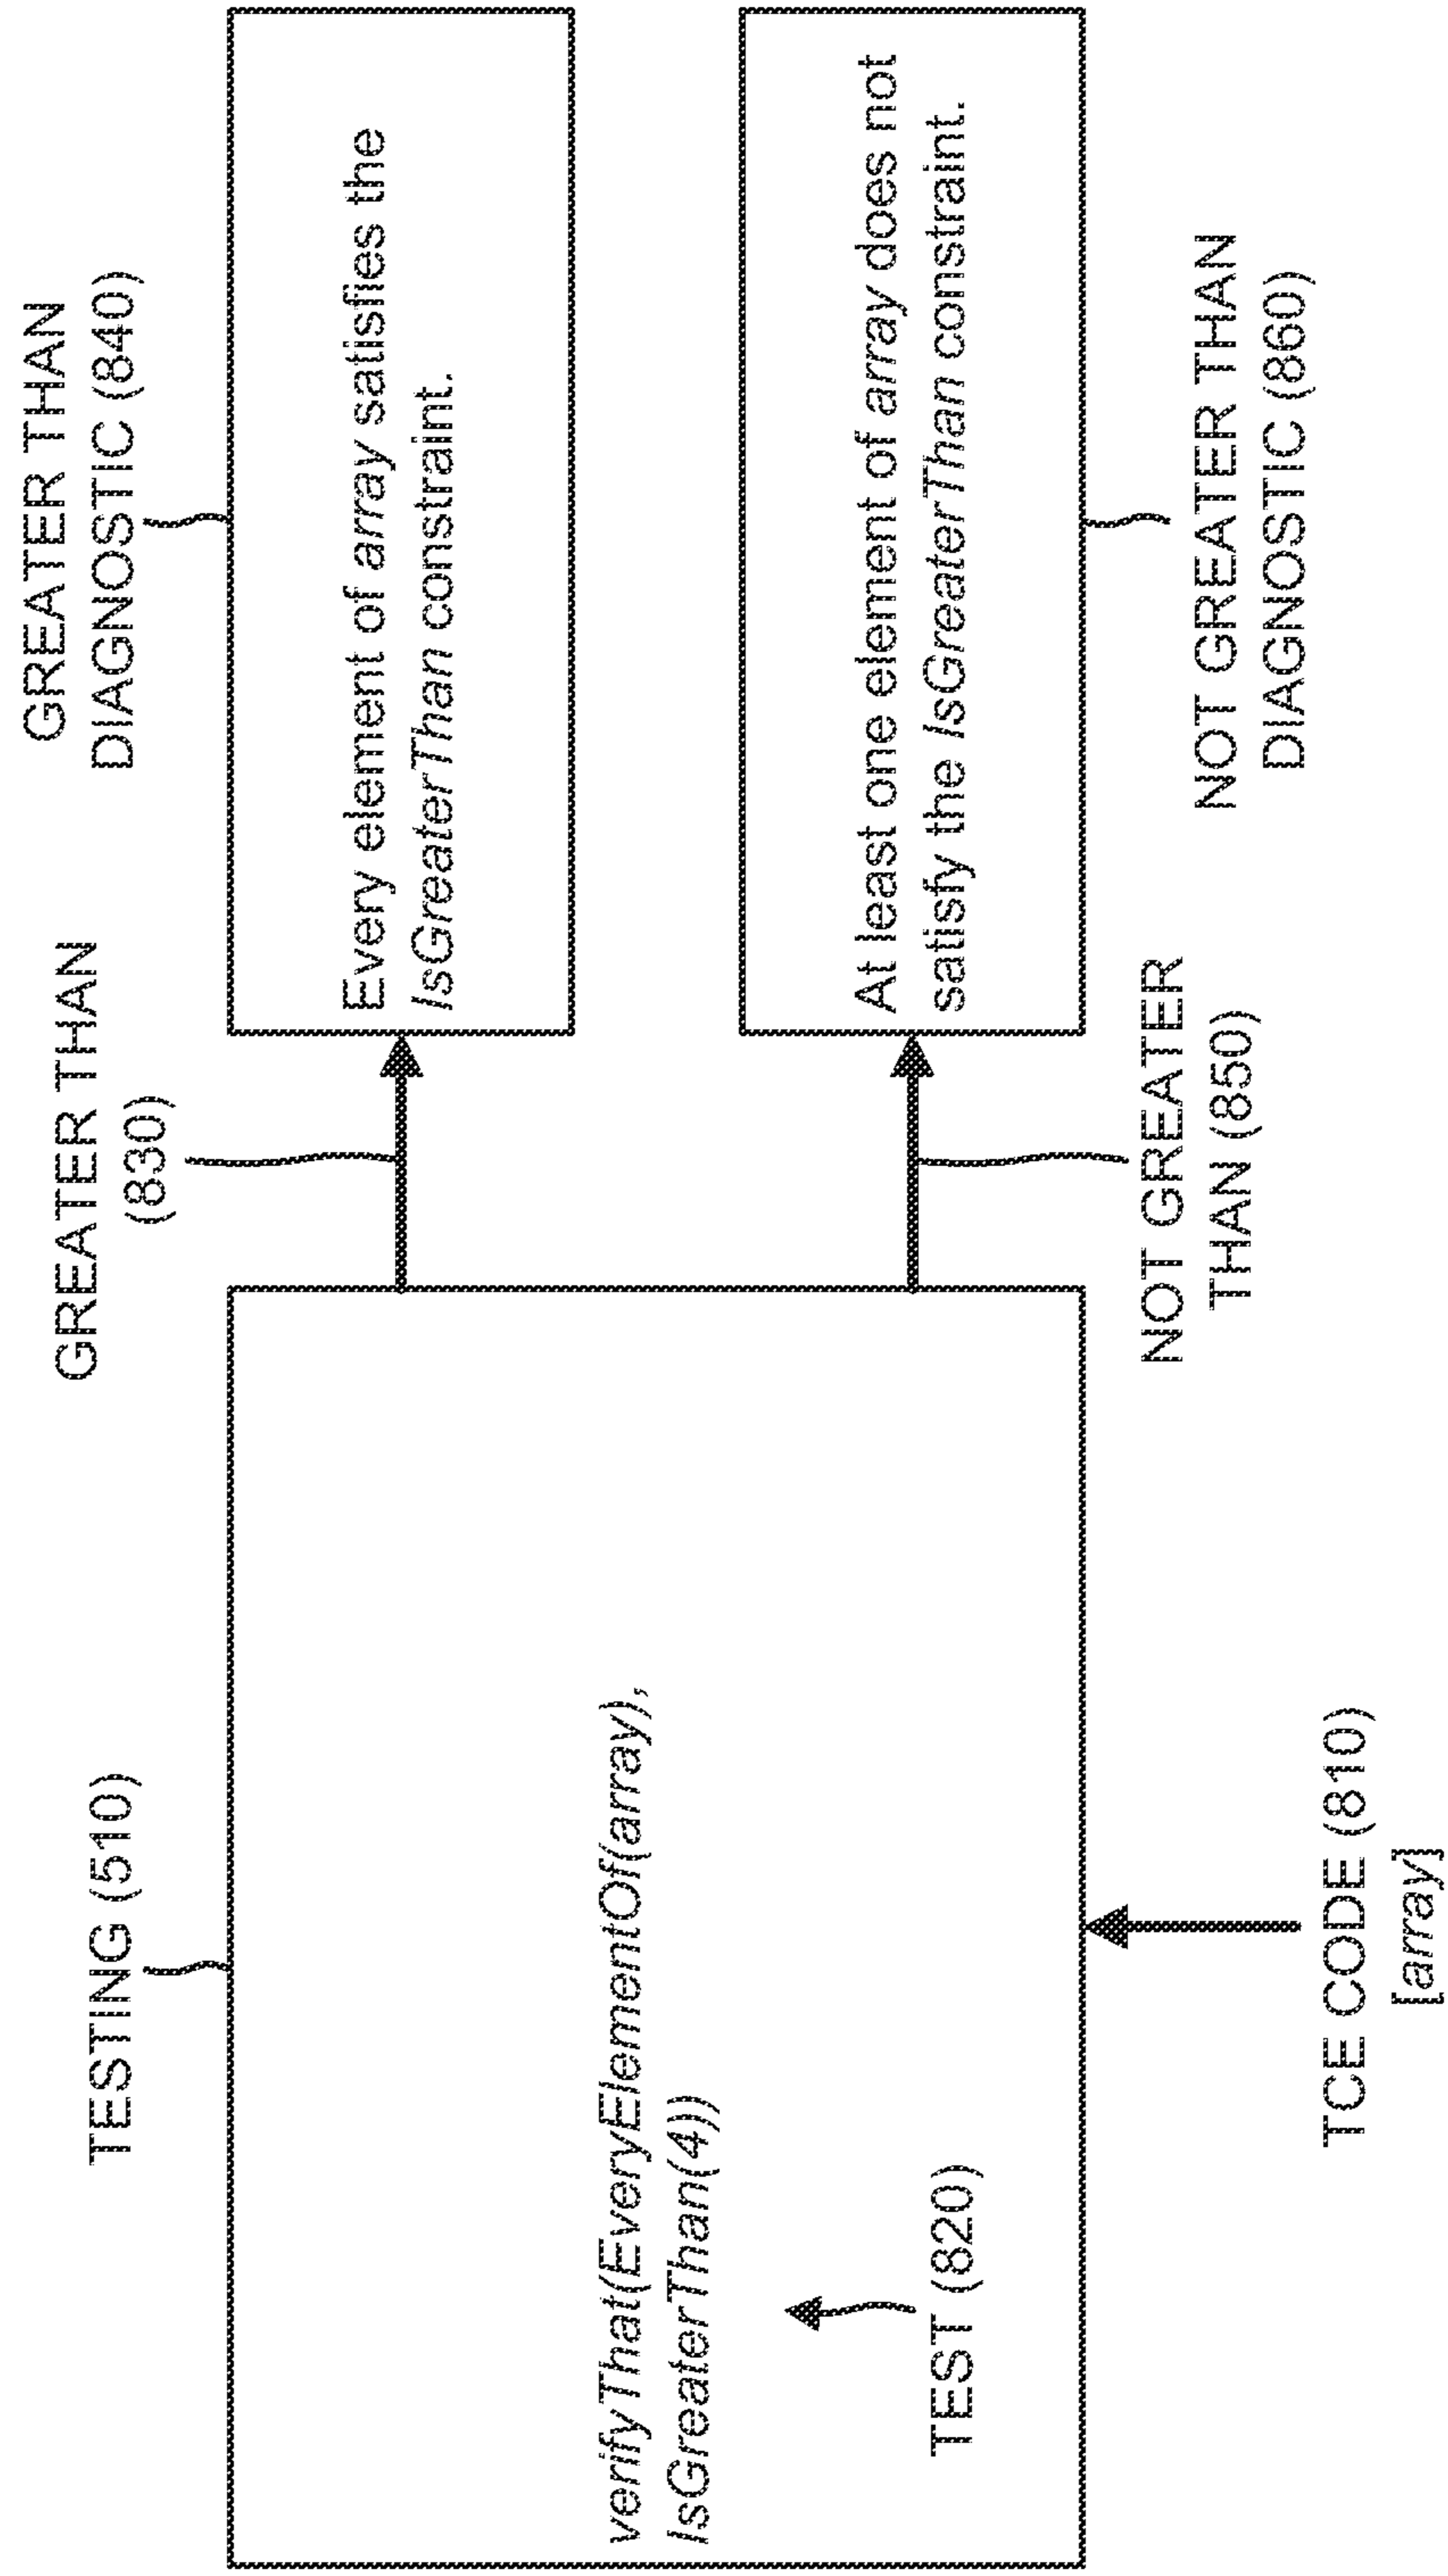 TESTING (510)
verifyThat(EveryElementOf(array),
IsGreaterThan(4))
TEST (820)
TCE CODE (810)
[array]
GREATER THAN
(830)
GREATER THAN
DIAGNOSTIC (840)
Every element of array satisfies the
IsGreaterThan constraint.
NOT GREATER
THAN (850)
At least one element of array does not
satisfy the IsGreaterThan constraint.
NOT GREATER THAN
DIAGNOSTIC (860)